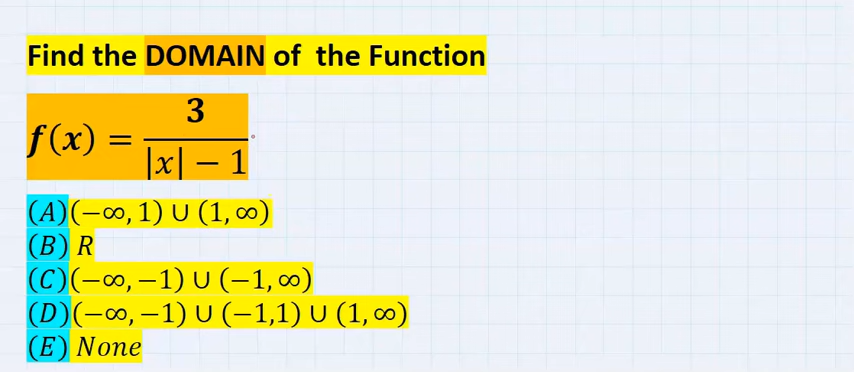 Find the DOMAIN of the Function
f(x) = 3 / |x| − 1
(A)(−∞, 1) ∪ (1, ∞)
(B) R
(C)(−∞, −1) ∪ (−1, ∞)
(D)(−∞, −1) ∪ (−1,1) ∪ (1, ∞)
(E) None